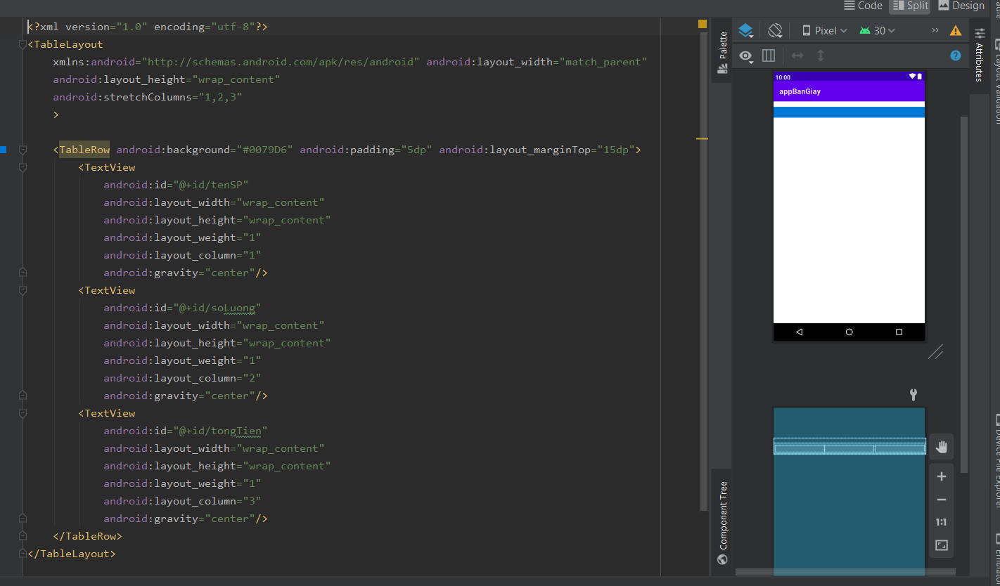 Code Split Design
<?xml version="1.0" encoding="utf-8"?>
<TableLayout
xmlns:android="http://schemas.android.com/apk/res/android" android:layout_width="match_parent"
android:layout_height="wrap_content"
android:stretchColumns="1,2,3"
>
<TableRow android:background="#0079D6" android:padding="5dp" android:layout_marginTop="15dp">
<TextView
android:id="@+id/tenSP"
android:layout_width="wrap_content"
android:layout_height="wrap_content"
android:layout_weight="1"
android:layout_column="1"
android:gravity="center"/>
<TextView
android:id="@+id/soLuong"
android:layout_width="wrap_content"
android:layout_height="wrap_content"
android:layout_weight="1"
android:layout_column="2"
android:gravity="center"/>
<TextView
android:id="@+id/tongTien"
android:layout_width="wrap_content"
android:layout_height="wrap_content"
android:layout_weight="1"
android:layout_column="3"
android:gravity="center"/>
</TableRow>
</TableLayout>
Palette
Component Tree
Pixel 30 »
?
10:00
appBanGiay
1:1
Attributes
Layout Validation
Device File Explorer
Emulator